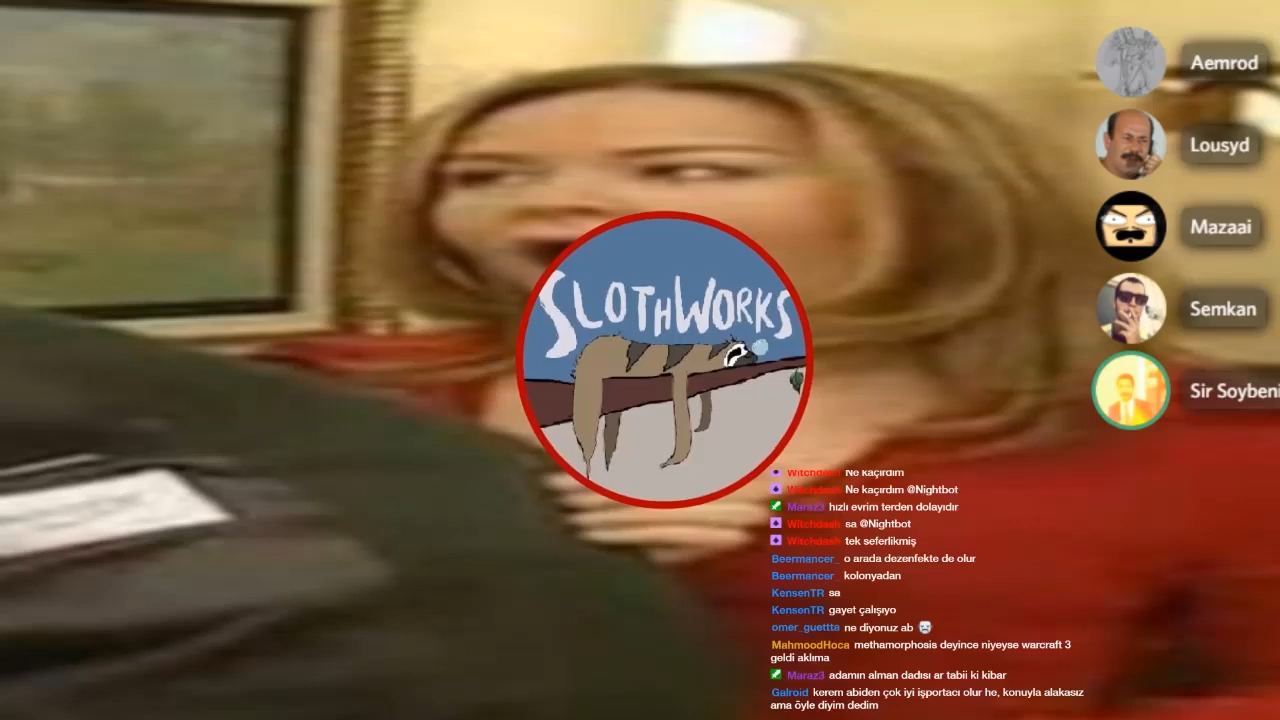 Aemrod
Lousyd
Mazaai
Semkan
Sir Soybeni
SLOTHWORKS
Witchdash Ne kaçırdım
Witchdash Ne kaçırdım @Nightbot
Maraz3 hızlı evrim terden dolayıdır
Witchdash sa @Nightbot
Witchdash tek seferlikmiş
Beermancer_ o arada dezenfekte de olur
Beermancer_ kolonyadan
KensenTR sa
KensenTR gayet çalışıyo
omer_guettta ne diyonuz ab
MahmoodHoca methamorphosis deyince niyeyse warcraft 3
geldi aklıma
Maraz3 adamın alman dadısı ar tabii ki kibar
Galroid kerem abiden çok iyi işportacı olur he, konuyla alakasız
ama öyle diyim dedim